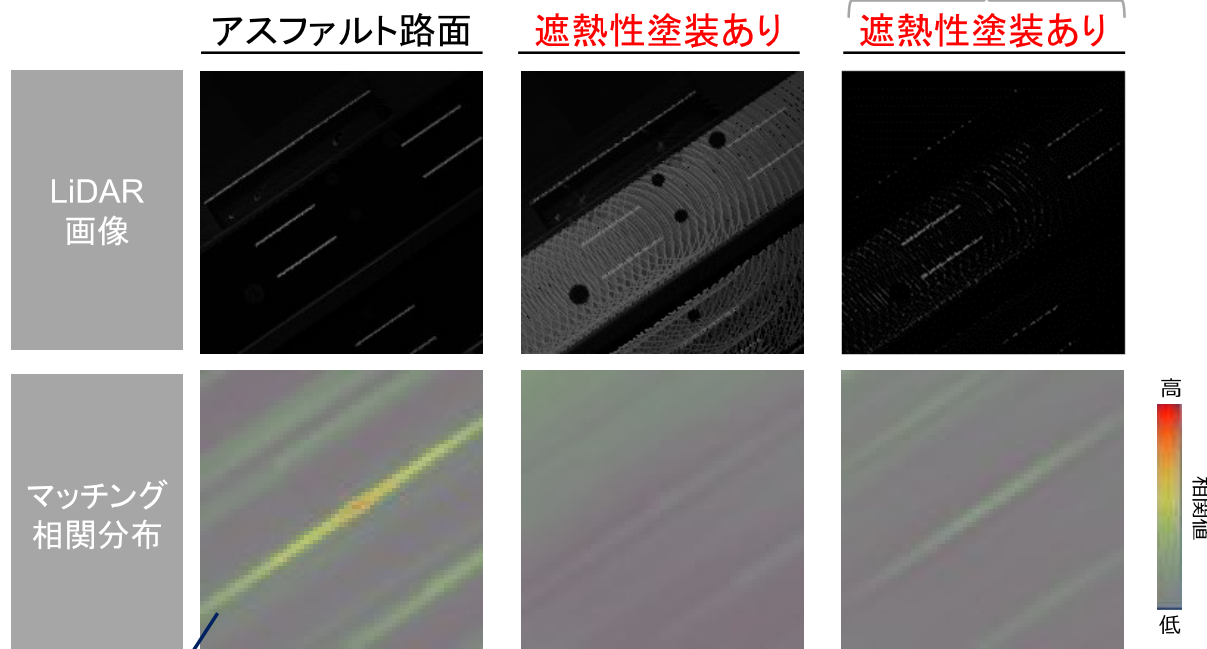 アスファルト路面
遮熱性塗装あり
遮熱性塗装あり
LiDAR
画像
マッチング
相関分布
高
相関値
低